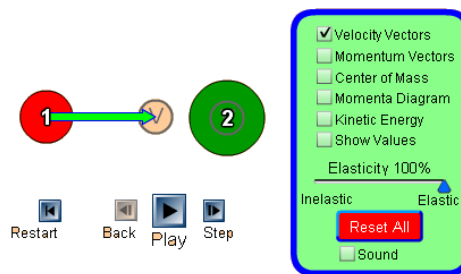 Velocity Vectors
Momentum Vectors
Center of Mass
Momenta Diagram
Kinetic Energy
Show Values
Elasticity 100%
Inelastic Elastic
Reset All
Sound
1 V 2
Restart Back Play Step